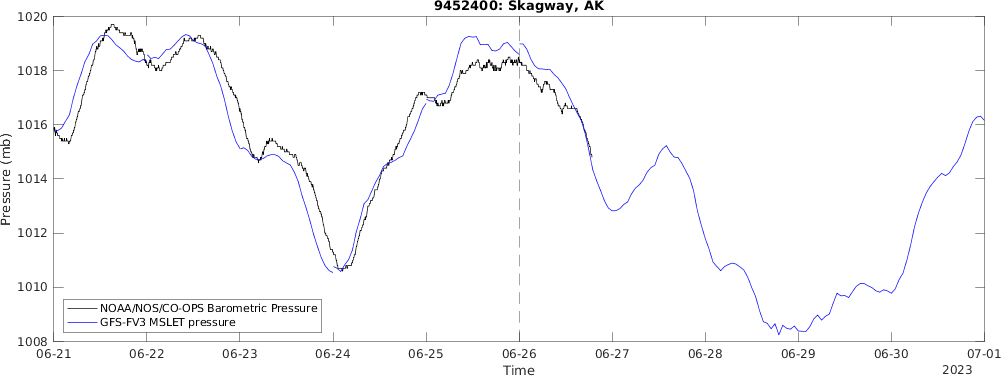 9452400: Skagway, AK
1020
1018
1016
1014
1012
1010
1008
Pressure (mb)
NOAA/NOS/CO-OPS Barometric Pressure
GFS-FV3 MSLET pressure
06-21 06-22 06-23 06-24 06-25 06-26 06-27 06-28 06-29 06-30 07-01
Time
2023